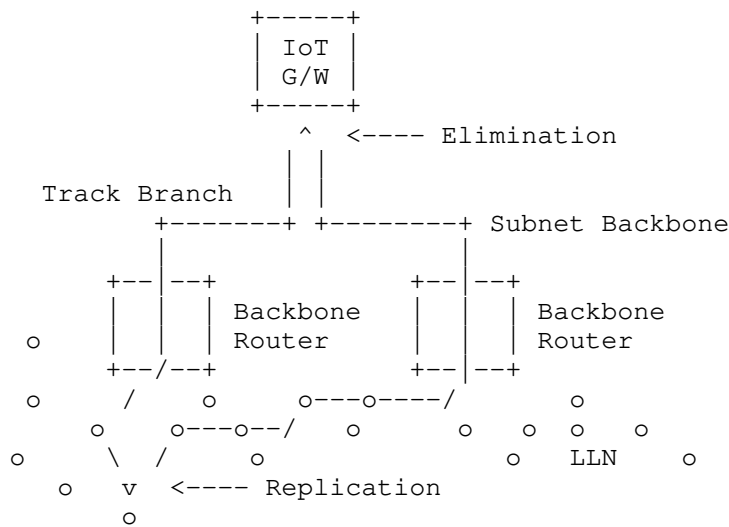 IoT
G/W
<---- Elimination
Track Branch
Subnet Backbone
Backbone Backbone
o Router Router
o o o---o----/ o
o o---o--/ o o o o o
o o o LLN o
o v <---- Replication
o